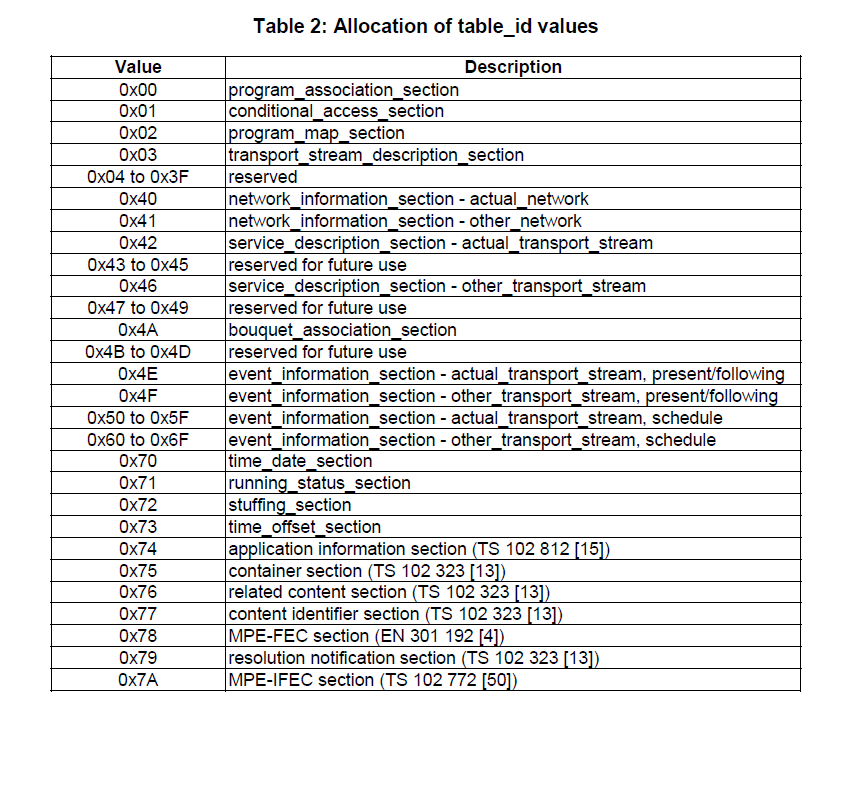 Table 2: Allocation of table_id values
Value Description
0x00 program_association_section
0x01 conditional_access_section
0x02 program_map_section
0x03 transport_stream_description_section
0x04 to 0x3F reserved
0x40 network_information_section - actual_network
0x41 network_information_section - other_network
0x42 service_description_section - actual_transport_stream
0x43 to 0x45 reserved for future use
0x46 service_description_section - other_transport_stream
0x47 to 0x49 reserved for future use
0x4A bouquet_association_section
0x4B to 0x4D reserved for future use
0x4E event_information_section - actual_transport_stream, present/following
0x4F event_information_section - other_transport_stream, present/following
0x50 to 0x5F event_information_section - actual_transport_stream, schedule
0x60 to 0x6F event_information_section - other_transport_stream, schedule
0x70 time_date_section
0x71 running_status_section
0x72 stuffing_section
0x73 time_offset_section
0x74 application information section (TS 102 812 [15])
0x75 container section (TS 102 323 [13])
0x76 related content section (TS 102 323 [13])
0x77 content identifier section (TS 102 323 [13])
0x78 MPE-FEC section (EN 301 192 [4])
0x79 resolution notification section (TS 102 323 [13])
0x7A MPE-IFEC section (TS 102 772 [50])